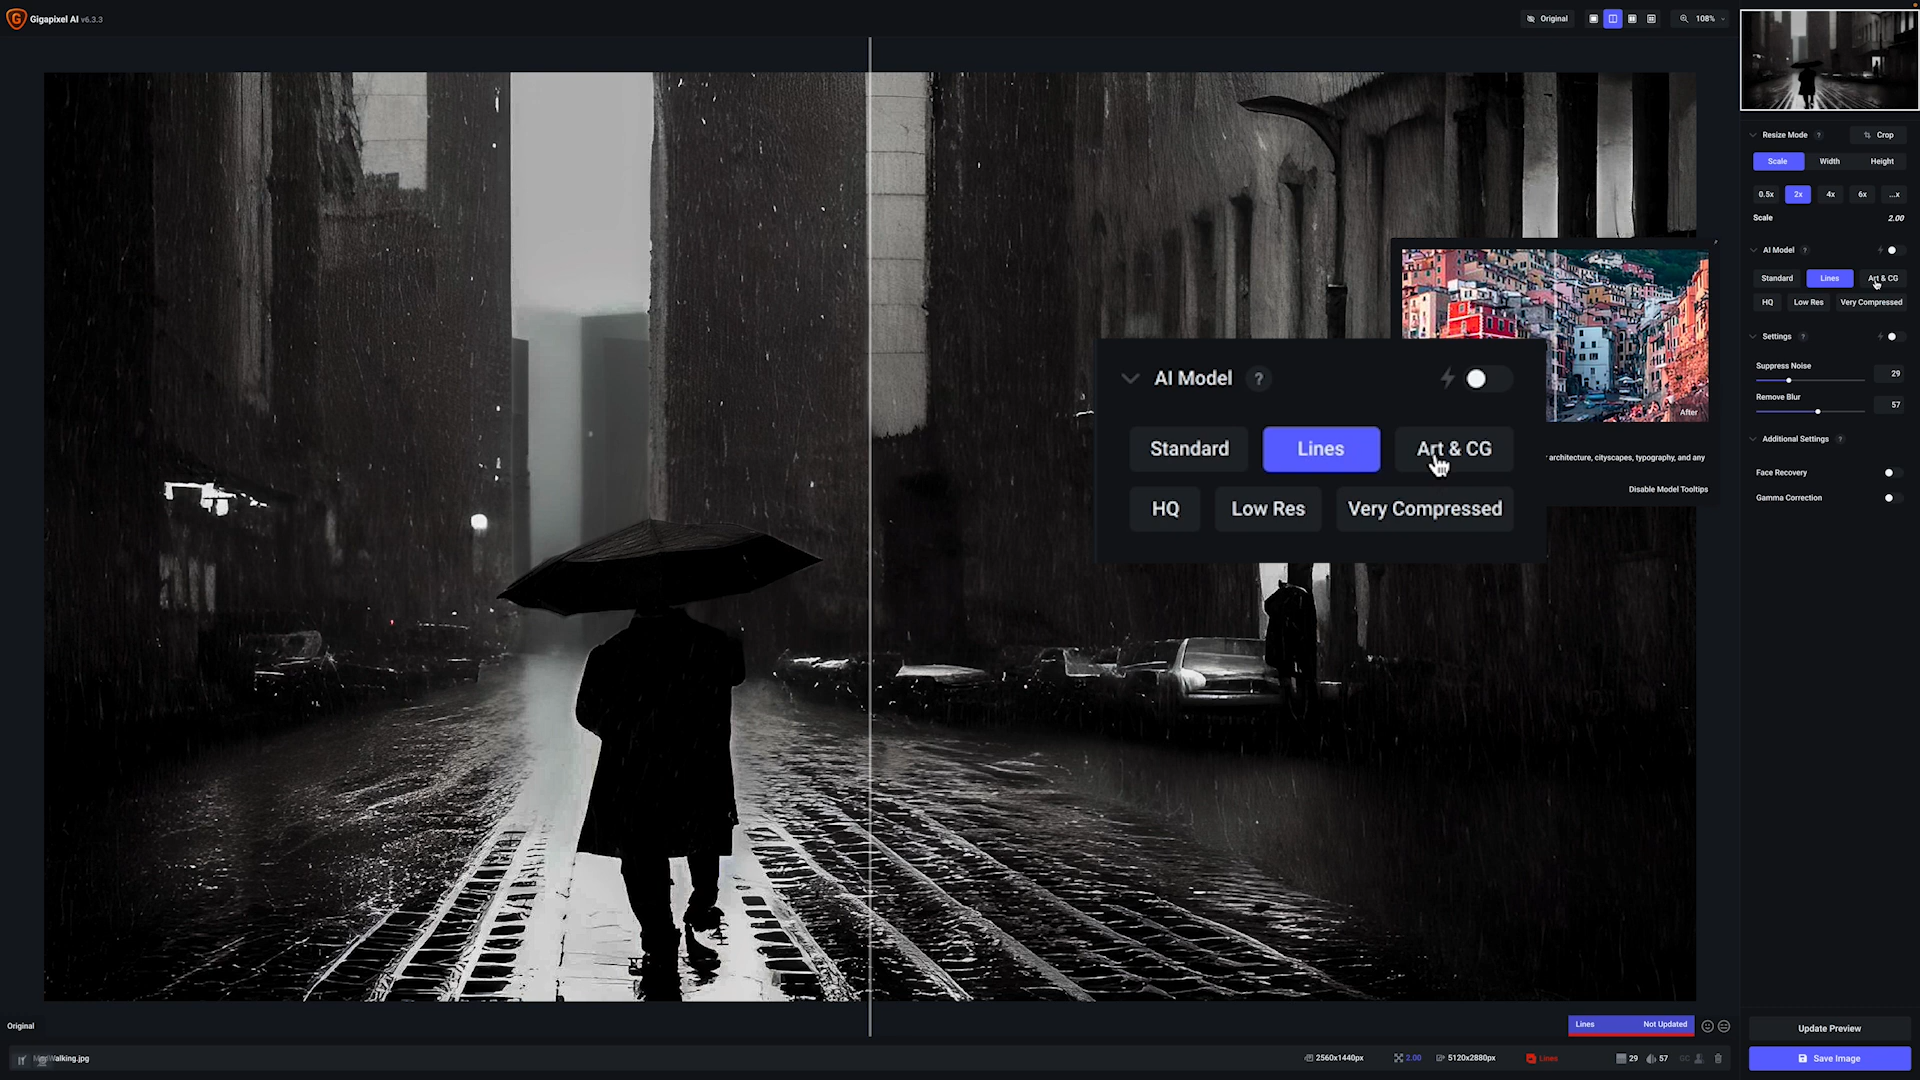 Gigapixel AI v6.3.3
Original
108%
Resize Mode ?
Crop
Scale Width Height
0.5x 2x 4x 6x ...x
Scale 2.00
AI Model ?
Standard Lines Art & CG
HQ Low Res Very Compressed
Settings ?
Suppress Noise 29
Remove Blur 57
Additional Settings ?
Face Recovery
Gamma Correction
After
architecture, cityscapes, typography, and any
Disable Model Tooltips
AI Model ?
Standard Lines Art & CG
HQ Low Res Very Compressed
Original
Lines Not Updated
Update Preview
Walking.jpg
2560x1440px 2.00 5120x2880px Lines 29 57 GC
Save Image